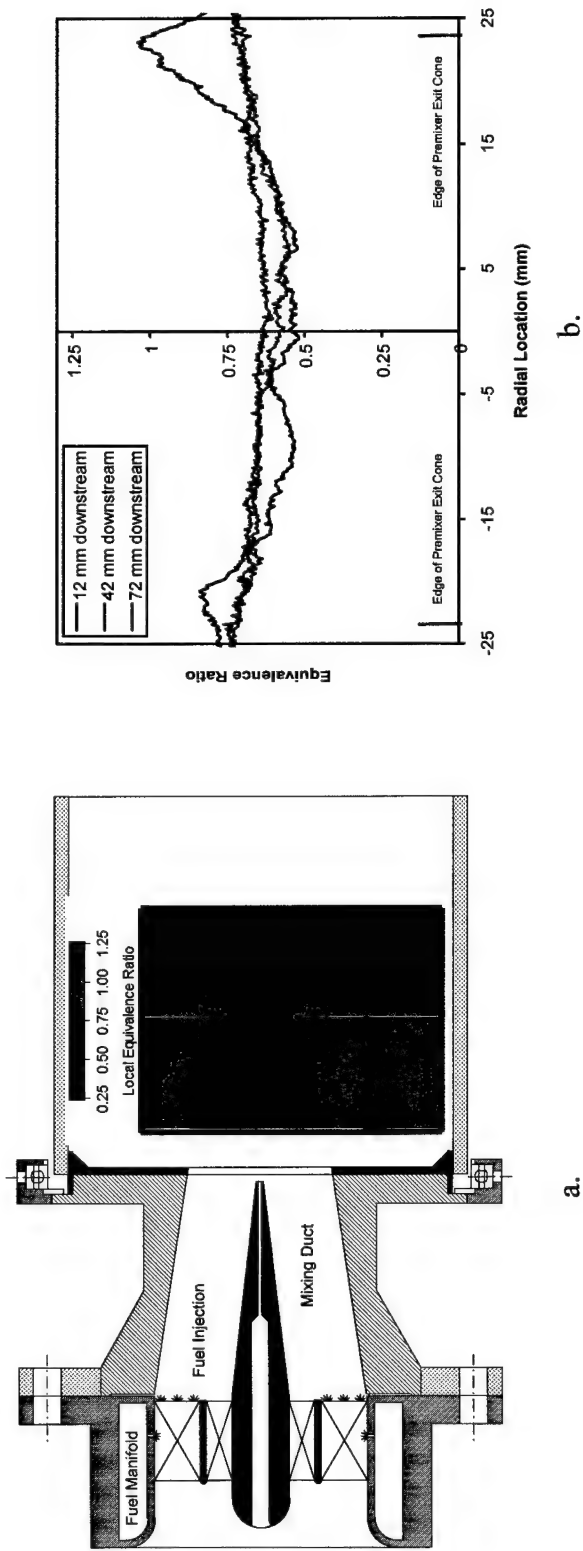 Fuel Manifold
Fuel Injection
Mixing Duct
0.25 0.50 0.75 1.00 1.25
Local Equivalence Ratio
a.
Equivalence Ratio
12 mm downstream
42 mm downstream
72 mm downstream
1.25
1
0.75
0.5
0
-25 -15 -5 5 15 25
Edge of Premixer Exit Cone
Edge of Premixer Exit Cone
Radial Location (mm)
b.